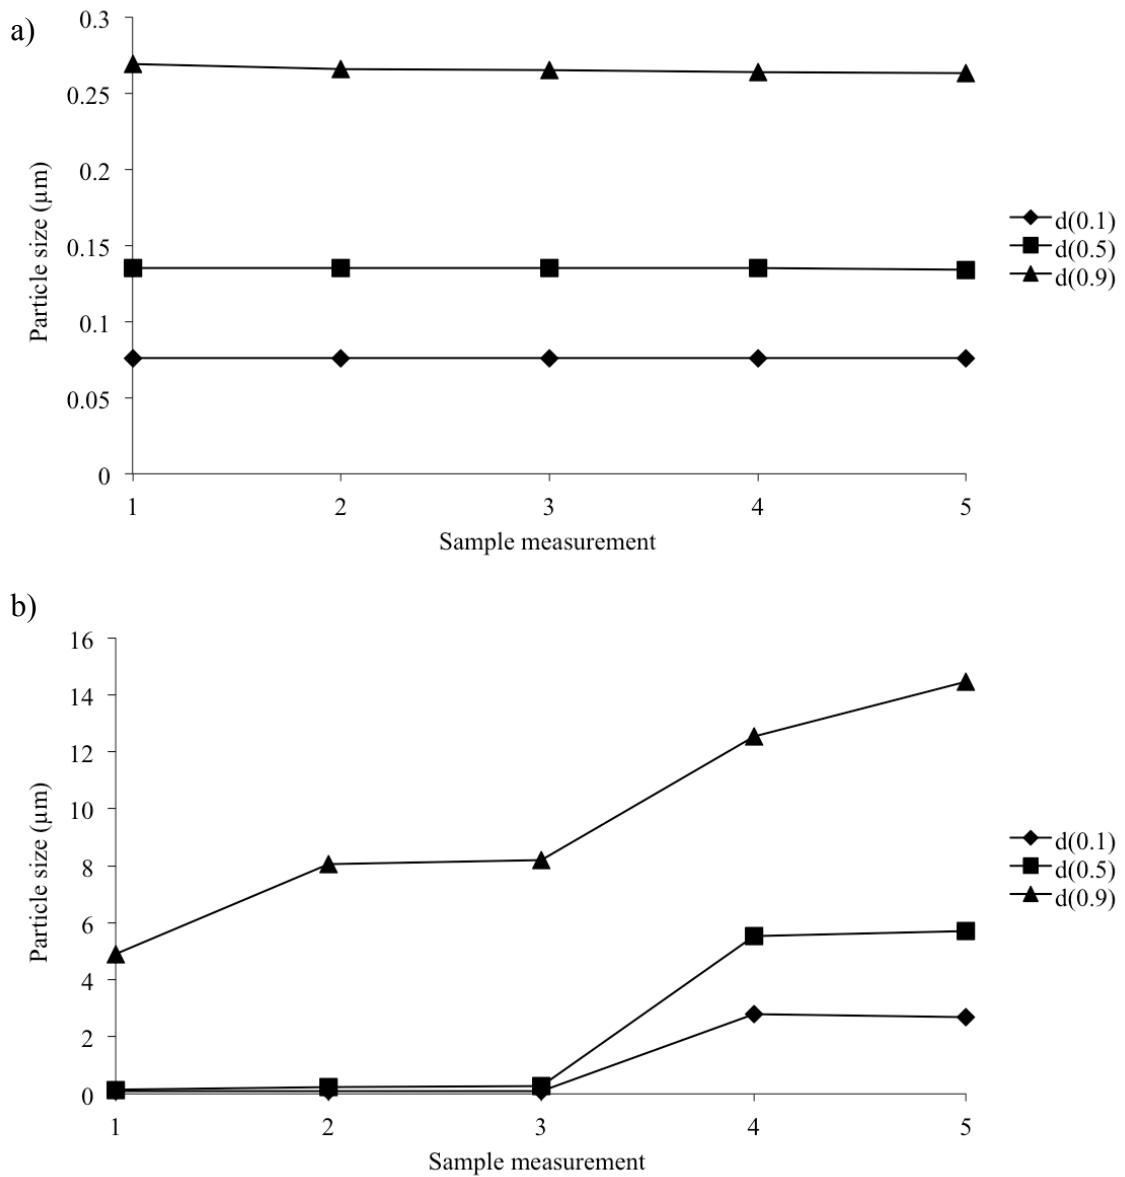 a)
0.3
0.25
0.2
0.15
0.1
0.05
0
Particle size (µm)
1 2 3 4 5
Sample measurement
d(0.1)
d(0.5)
d(0.9)
b)
16
14
12
10
8
6
4
2
0
Particle size (µm)
1 2 3 4 5
Sample measurement
d(0.1)
d(0.5)
d(0.9)